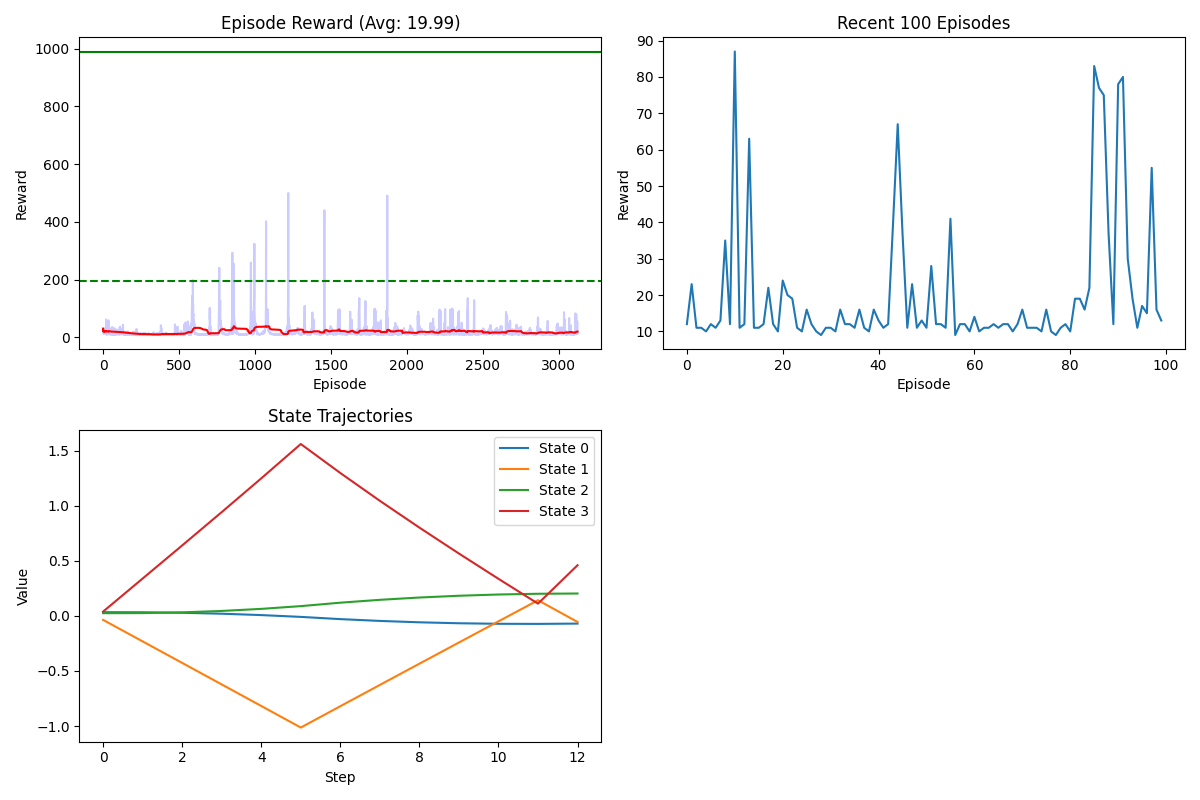 Episode Reward (Avg: 19.99)
Reward
1000
800
600
400
200
0
0 500 1000 1500 2000 2500 3000
Episode
Recent 100 Episodes
Reward
90
80
70
60
50
40
30
20
10
0 20 40 60 80 100
Episode
State Trajectories
Value
1.5
1.0
0.5
0.0
−0.5
−1.0
State 0
State 1
State 2
State 3
0 2 4 6 8 10 12
Step